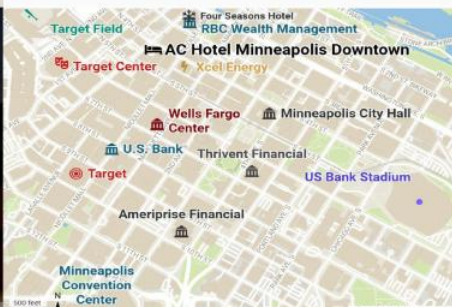 Four Seasons Hotel
Target Field
RBC Wealth Management
AC Hotel Minneapolis Downtown
Target Center
Xcel Energy
Wells Fargo
Center
Minneapolis City Hall
U.S. Bank
Thrivent Financial
Target
US Bank Stadium
Ameriprise Financial
Minneapolis
Convention
Center
N
500 feet